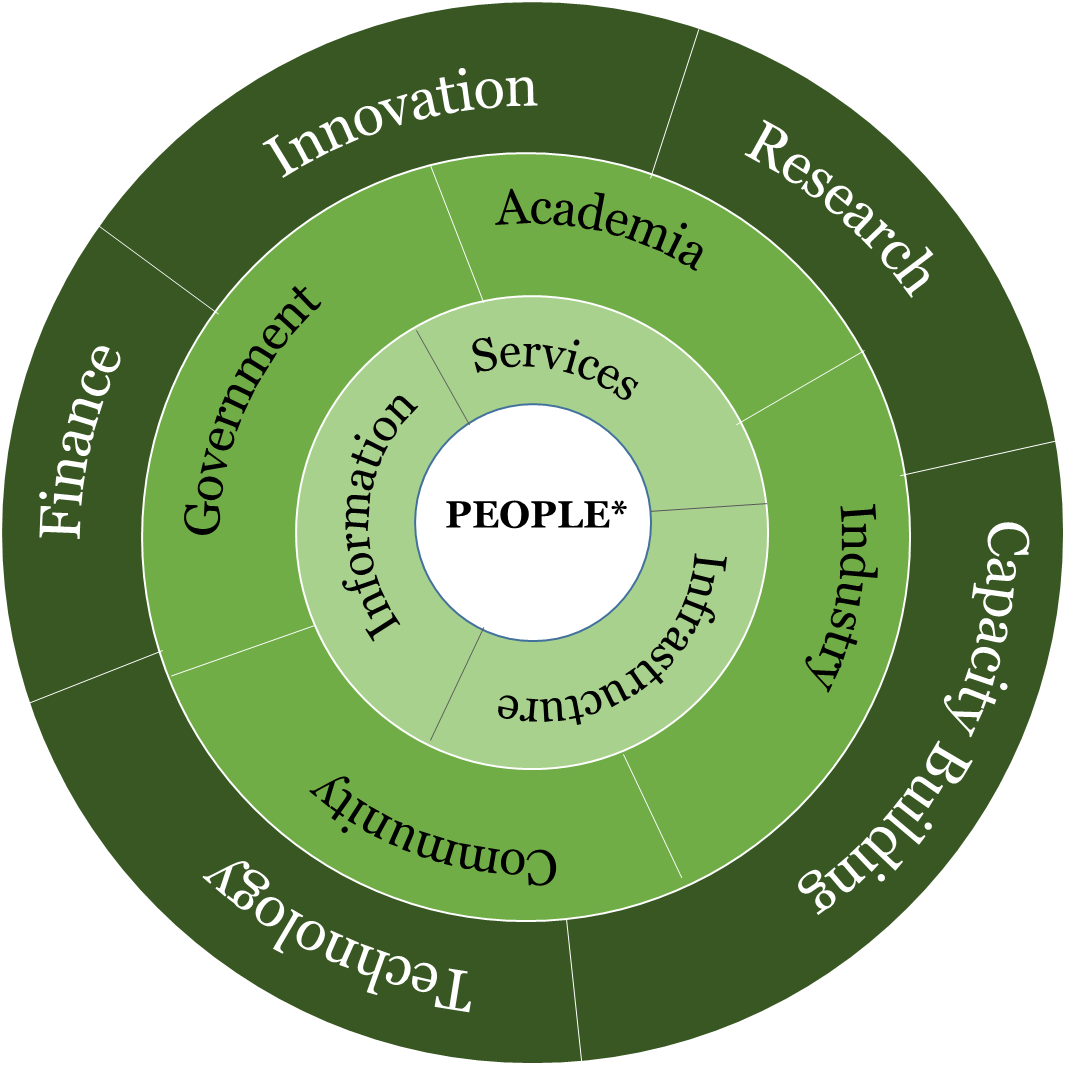 Innovation
Research
Capacity Building
Technology
Finance
Academia
Industry
Community
Government
Services
Infrastructure
Information
PEOPLE*